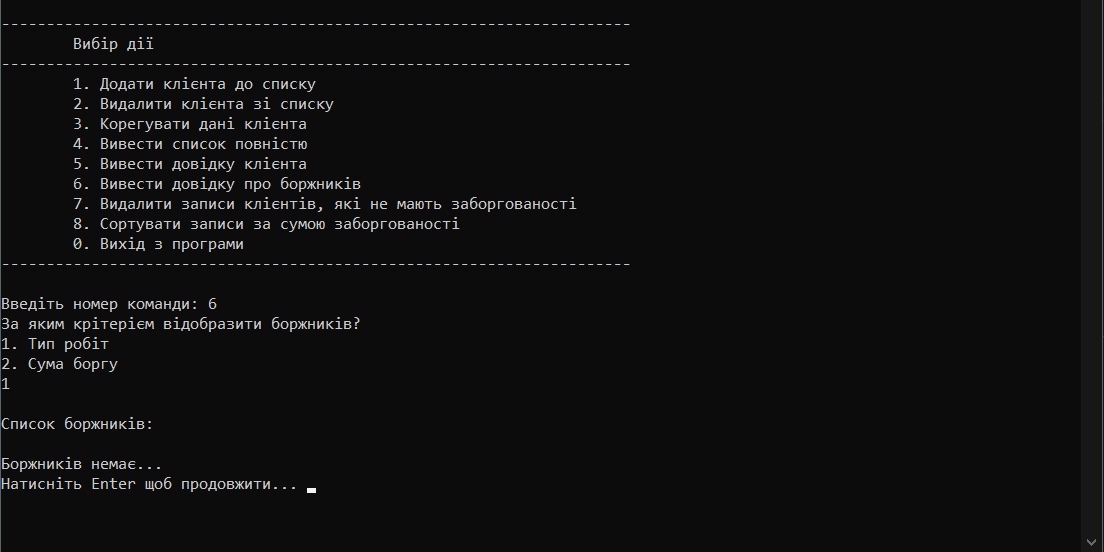 ----------------------------------------------------------------------
Вибір дії
----------------------------------------------------------------------
1. Додати клієнта до списку
2. Видалити клієнта зі списку
3. Корегувати дані клієнта
4. Вивести список повністю
5. Вивести довідку клієнта
6. Вивести довідку про боржників
7. Видалити записи клієнтів, які не мають заборгованості
8. Сортувати записи за сумою заборгованості
0. Вихід з програми
----------------------------------------------------------------------
Введіть номер команди: 6
За яким крітерієм відобразити боржників?
1. Тип робіт
2. Сума боргу
1
Список боржників:
Боржників немає...
Натисніть Enter щоб продовжити...